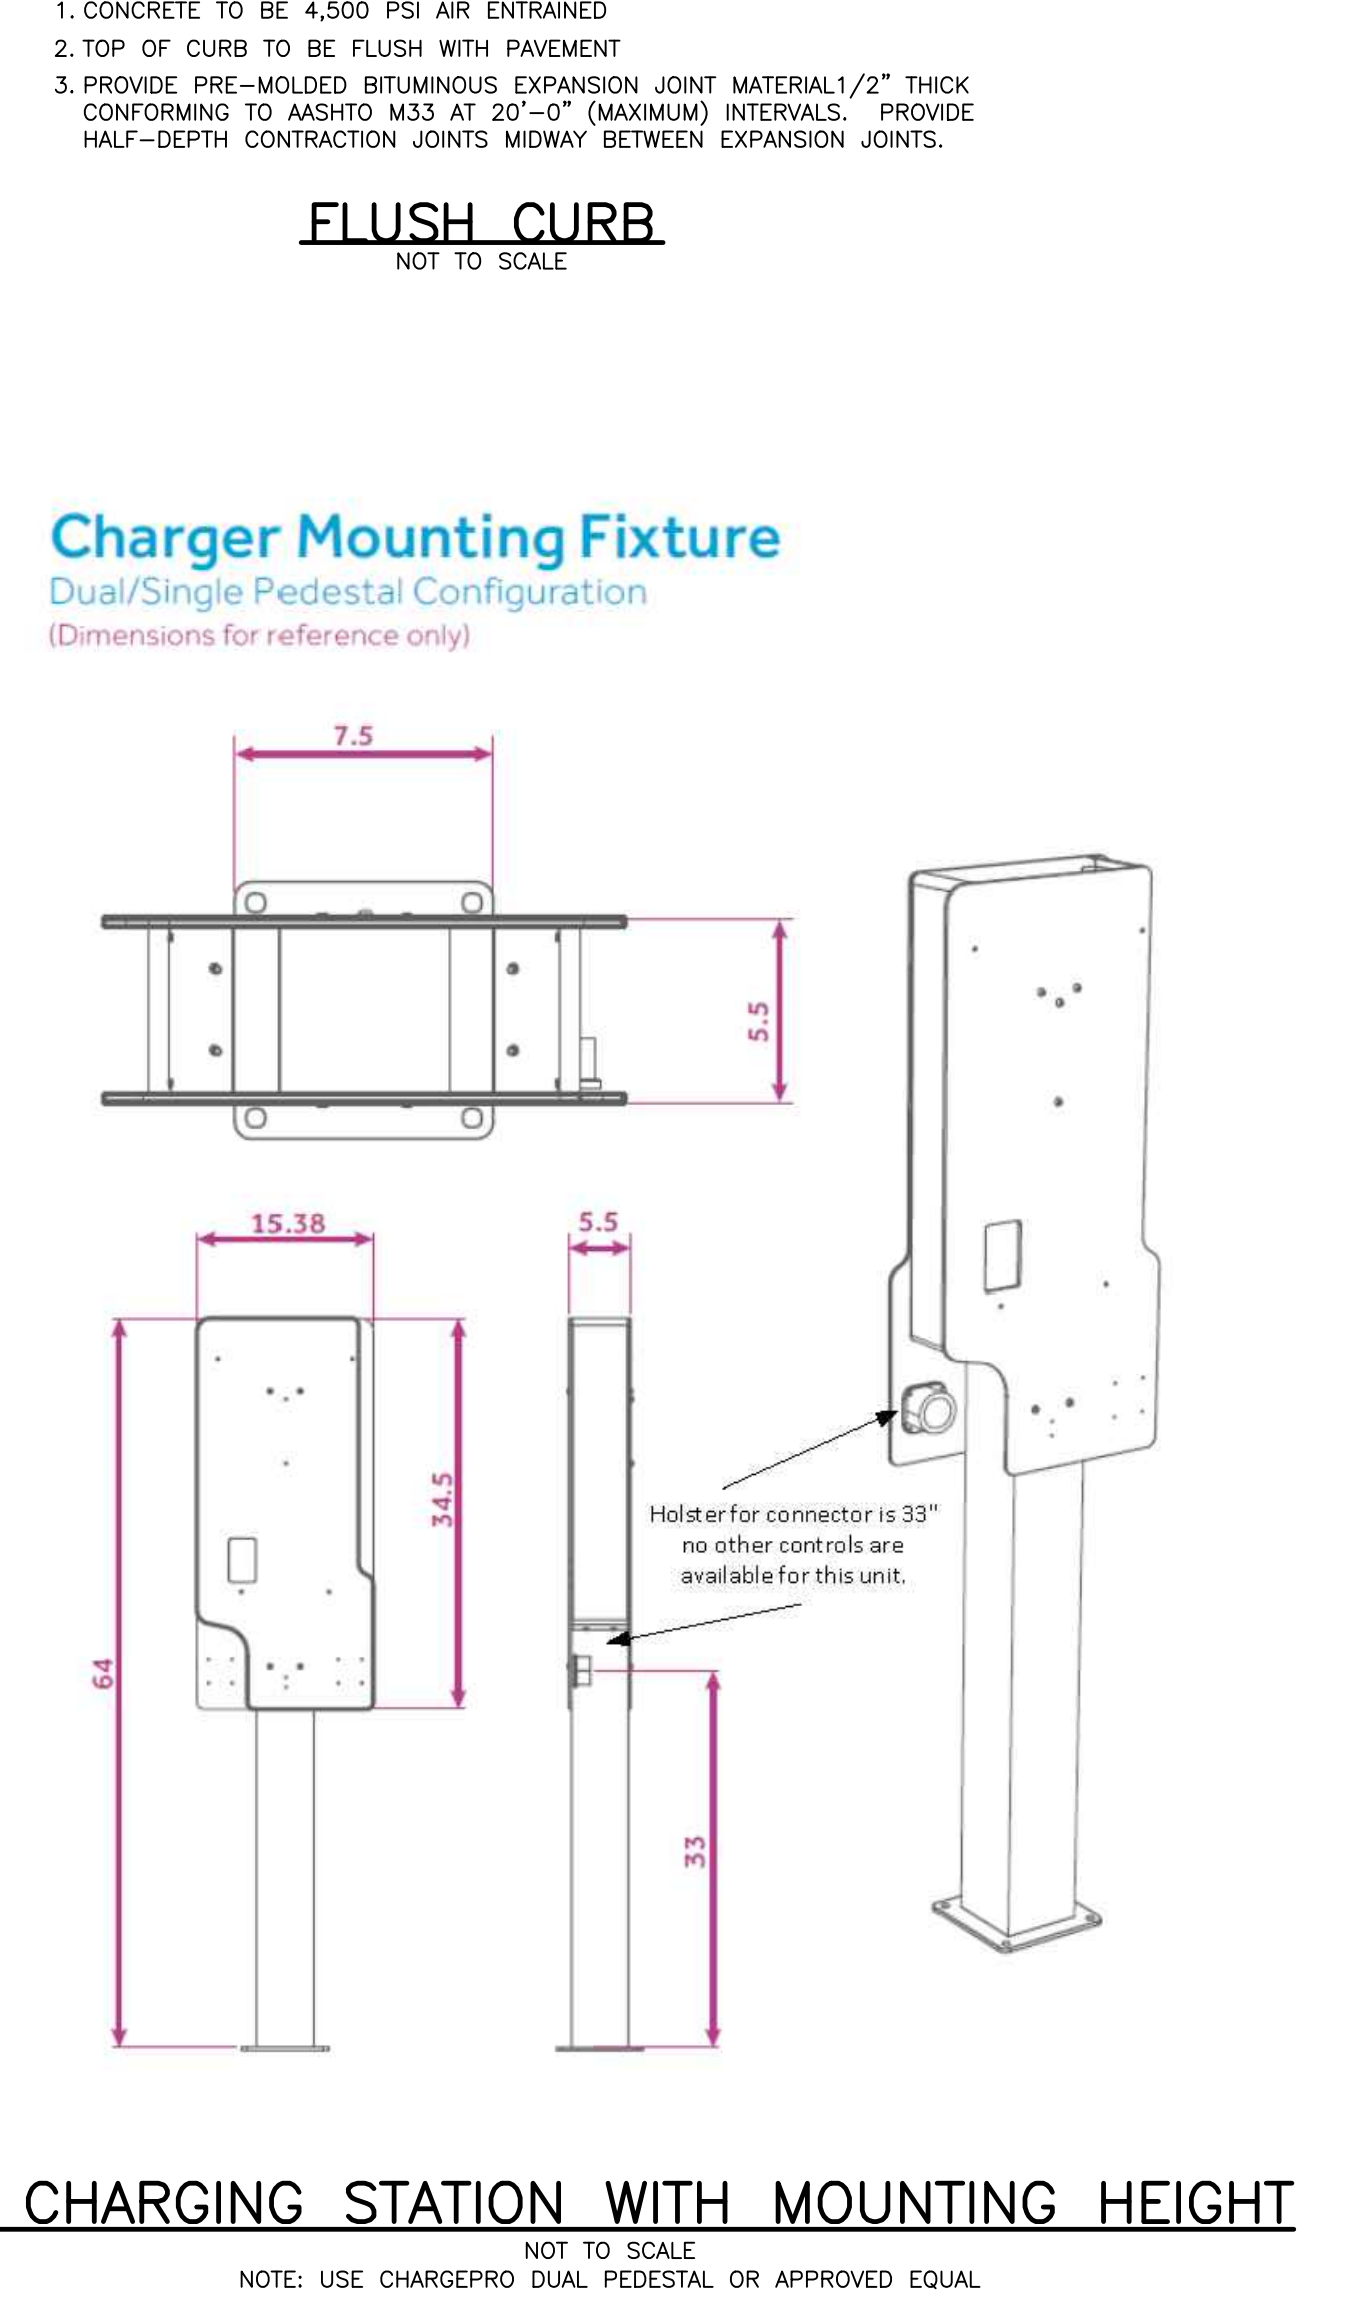 1. CONCRETE TO BE 4,500 PSI AIR ENTRAINED
2. TOP OF CURB TO BE FLUSH WITH PAVEMENT
3. PROVIDE PRE-MOLDED BITUMINOUS EXPANSION JOINT MATERIAL1/2" THICK
CONFORMING TO AASHTO M33 AT 20'-0" (MAXIMUM) INTERVALS. PROVIDE
HALF-DEPTH CONTRACTION JOINTS MIDWAY BETWEEN EXPANSION JOINTS.
FLUSH CURB
NOT TO SCALE
Charger Mounting Fixture
Dual/Single Pedestal Configuration
(Dimensions for reference only)
7.5
5.5
15.38
5.5
34.5
64
Holster for connector is 33"
no other controls are
available for this unit.
33
CHARGING STATION WITH MOUNTING HEIGHT
NOT TO SCALE
NOTE: USE CHARGEPRO DUAL PEDESTAL OR APPROVED EQUAL